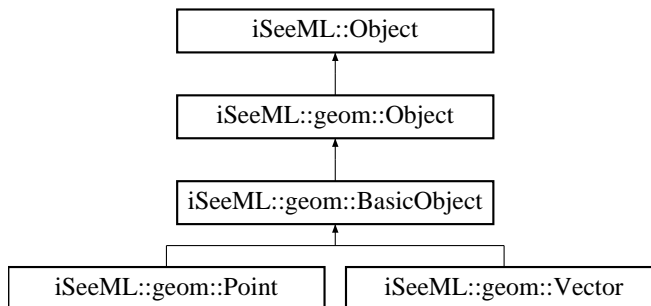 iSeeML::Object
iSeeML::geom::Object
iSeeML::geom::BasicObject
iSeeML::geom::Point
iSeeML::geom::Vector